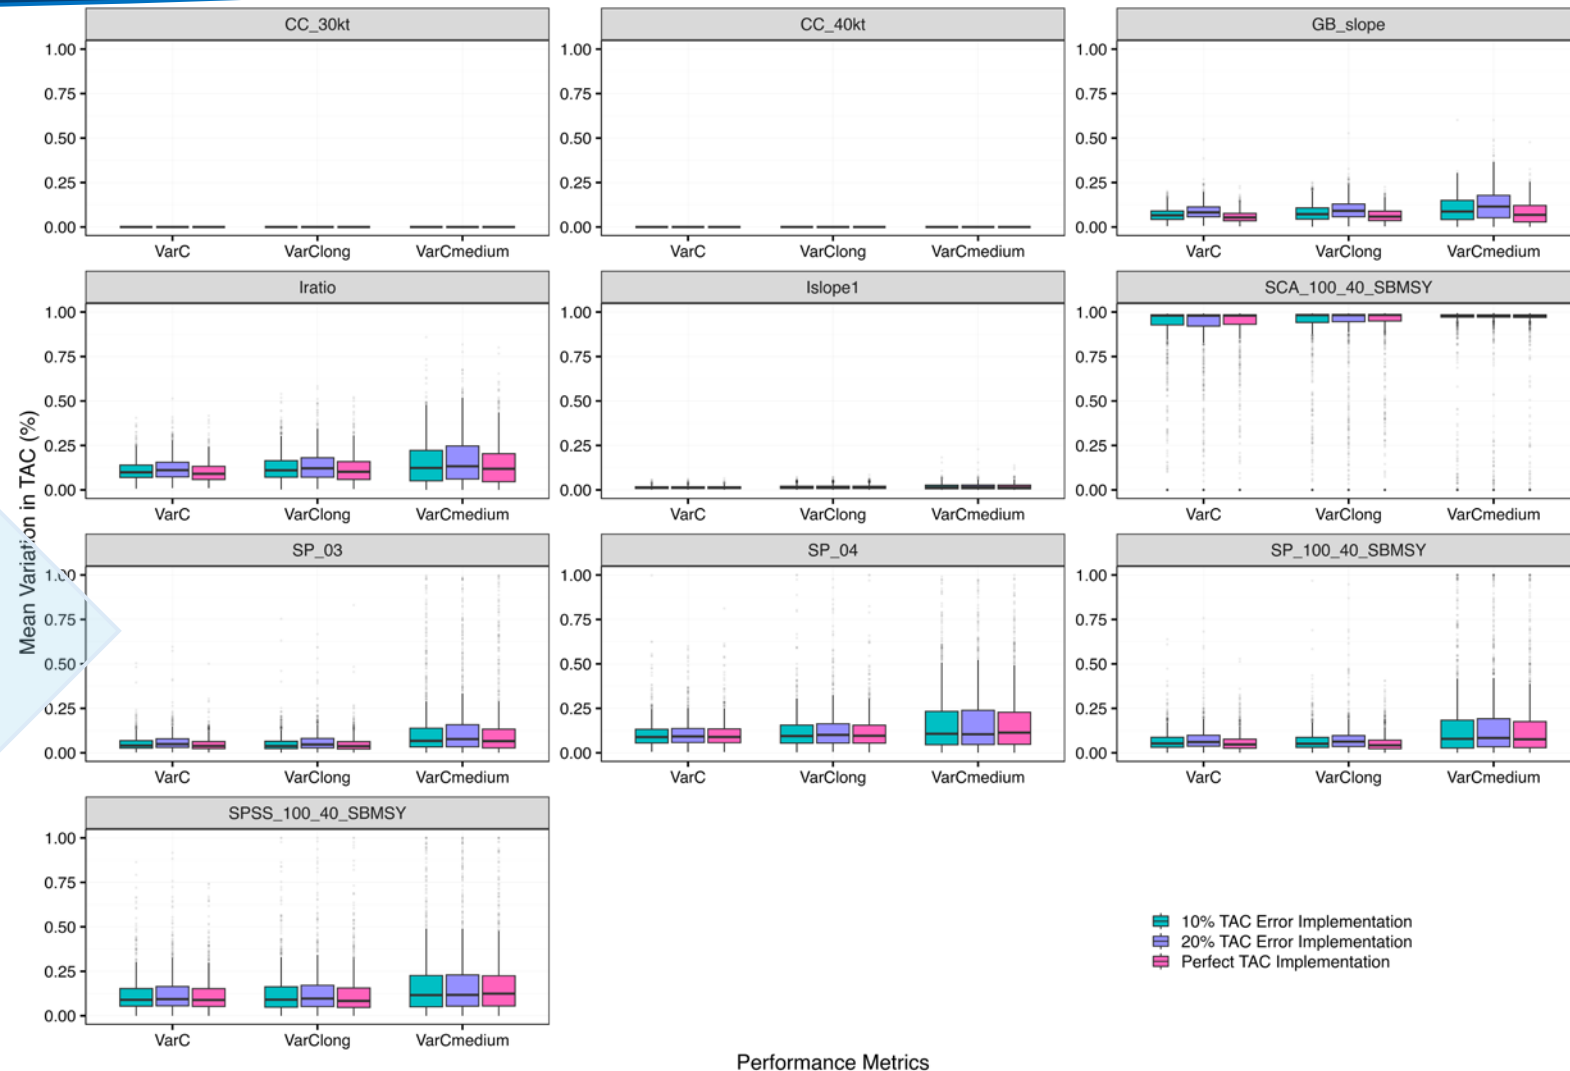 CC_30kt
CC_40kt
GB_slope
1.00
0.75
0.50
0.25
0.00
1.00
0.75
0.50
0.25
0.00
1.00
0.75
0.50
0.25
0.00
VarC VarClong VarCmedium
VarC VarClong VarCmedium
VarC VarClong VarCmedium
Iratio
Islope1
SCA_100_40_SBMSY
1.00
0.75
0.50
0.25
0.00
1.00
0.75
0.50
0.25
0.00
1.00
0.75
0.50
0.25
0.00
VarC VarClong VarCmedium
VarC VarClong VarCmedium
VarC VarClong VarCmedium
Mean Variation in TAC (%)
SP_03
SP_04
SP_100_40_SBMSY
1.00
0.75
0.50
0.25
0.00
1.00
0.75
0.50
0.25
0.00
1.00
0.75
0.50
0.25
0.00
VarC VarClong VarCmedium
VarC VarClong VarCmedium
VarC VarClong VarCmedium
SPSS_100_40_SBMSY
1.00
0.75
0.50
0.25
0.00
VarC VarClong VarCmedium
10% TAC Error Implementation
20% TAC Error Implementation
Perfect TAC Implementation
Performance Metrics